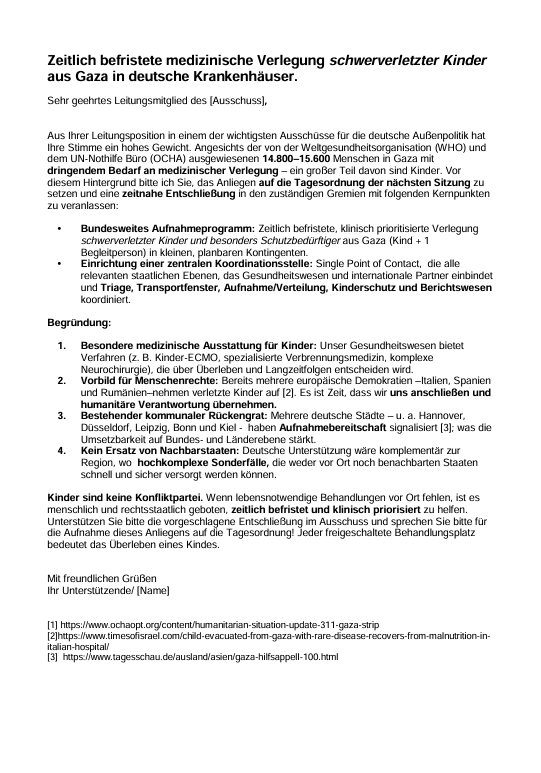 Zeitlich befristete medizinische Verlegung schwerverletzter Kinder
aus Gaza in deutsche Krankenhäuser.
Sehr geehrtes Leitungsmitglied des [Ausschuss],
Aus Ihrer Leitungsposition in einem der wichtigsten Ausschüsse für die deutsche Außenpolitik hat
Ihre Stimme ein hohes Gewicht. Angesichts der von der Weltgesundheitsorganisation (WHO) und
dem UN-Nothilfe Büro (OCHA) ausgewiesenen 14.800–15.600 Menschen in Gaza mit
dringendem Bedarf an medizinischer Verlegung – ein großer Teil davon sind Kinder. Vor
diesem Hintergrund bitte ich Sie, das Anliegen auf die Tagesordnung der nächsten Sitzung zu
setzen und eine zeitnahe Entschließung in den zuständigen Gremien mit folgenden Kernpunkten
zu veranlassen:
• Bundesweites Aufnahmeprogramm: Zeitlich befristete, klinisch prioritisierte Verlegung
schwerverletzter Kinder und besonders Schutzbedürftiger aus Gaza (Kind + 1
Begleitperson) in kleinen, planbaren Kontingenten.
• Einrichtung einer zentralen Koordinationsstelle: Single Point of Contact, die alle
relevanten staatlichen Ebenen, das Gesundheitswesen und internationale Partner einbindet
und Triage, Transportfenster, Aufnahme/Verteilung, Kinderschutz und Berichtswesen
koordiniert.
Begründung:
1. Besondere medizinische Ausstattung für Kinder: Unser Gesundheitswesen bietet
Verfahren (z. B. Kinder-ECMO, spezialisierte Verbrennungsmedizin, komplexe
Neurochirurgie), die über Überleben und Langzeitfolgen entscheiden wird.
2. Vorbild für Menschenrechte: Bereits mehrere europäische Demokratien –Italien, Spanien
und Rumänien–nehmen verletzte Kinder auf [2]. Es ist Zeit, dass wir uns anschließen und
humanitäre Verantwortung übernehmen.
3. Bestehender kommunaler Rückengrat: Mehrere deutsche Städte – u. a. Hannover,
Düsseldorf, Leipzig, Bonn und Kiel - haben Aufnahmebereitschaft signalisiert [3]; was die
Umsetzbarkeit auf Bundes- und Länderebene stärkt.
4. Kein Ersatz von Nachbarstaaten: Deutsche Unterstützung wäre komplementär zur
Region, wo hochkomplexe Sonderfälle, die weder vor Ort noch benachbarten Staaten
schnell und sicher versorgt werden können.
Kinder sind keine Konfliktpartei. Wenn lebensnotwendige Behandlungen vor Ort fehlen, ist es
menschlich und rechtsstaatlich geboten, zeitlich befristet und klinisch priorisiert zu helfen.
Unterstützen Sie bitte die vorgeschlagene Entschließung im Ausschuss und sprechen Sie bitte für
die Aufnahme dieses Anliegens auf die Tagesordnung! Jeder freigeschaltete Behandlungsplatz
bedeutet das Überleben eines Kindes.
Mit freundlichen Grüßen
Ihr Unterstützende/ [Name]
[1] https://www.ochaopt.org/content/humanitarian-situation-update-311-gaza-strip
[2]https://www.timesofisrael.com/child-evacuated-from-gaza-with-rare-disease-recovers-from-malnutrition-in-
italian-hospital/
[3] https://www.tagesschau.de/ausland/asien/gaza-hilfsappell-100.html